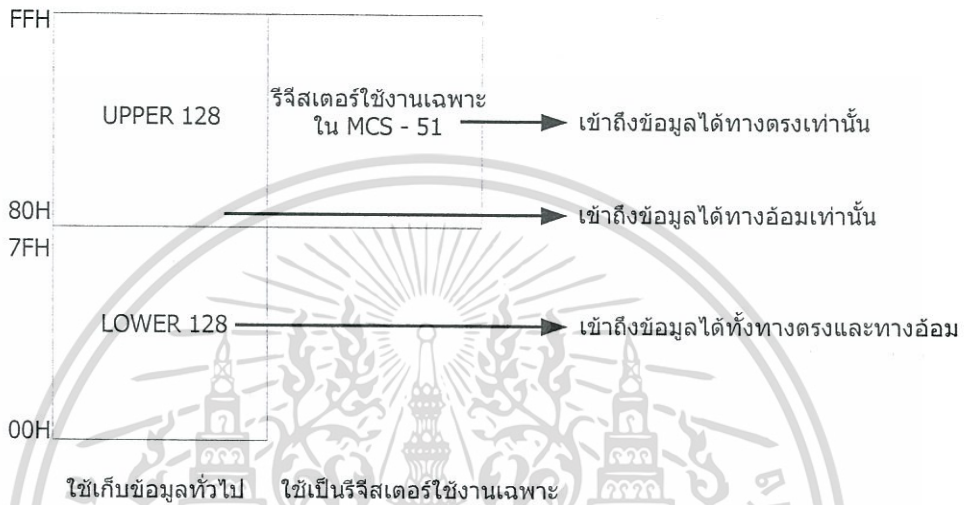 FFH
UPPER 128
รีจีสเตอร์ใช้งานเฉพาะ
ใน MCS - 51
เข้าถึงข้อมูลได้ทางตรงเท่านั้น
80H
เข้าถึงข้อมูลได้ทางอ้อมเท่านั้น
7FH
LOWER 128
เข้าถึงข้อมูลได้ทั้งทางตรงและทางอ้อม
00H
ใช้เก็บข้อมูลทั่วไป
ใช้เป็นรีจีสเตอร์ใช้งานเฉพาะ